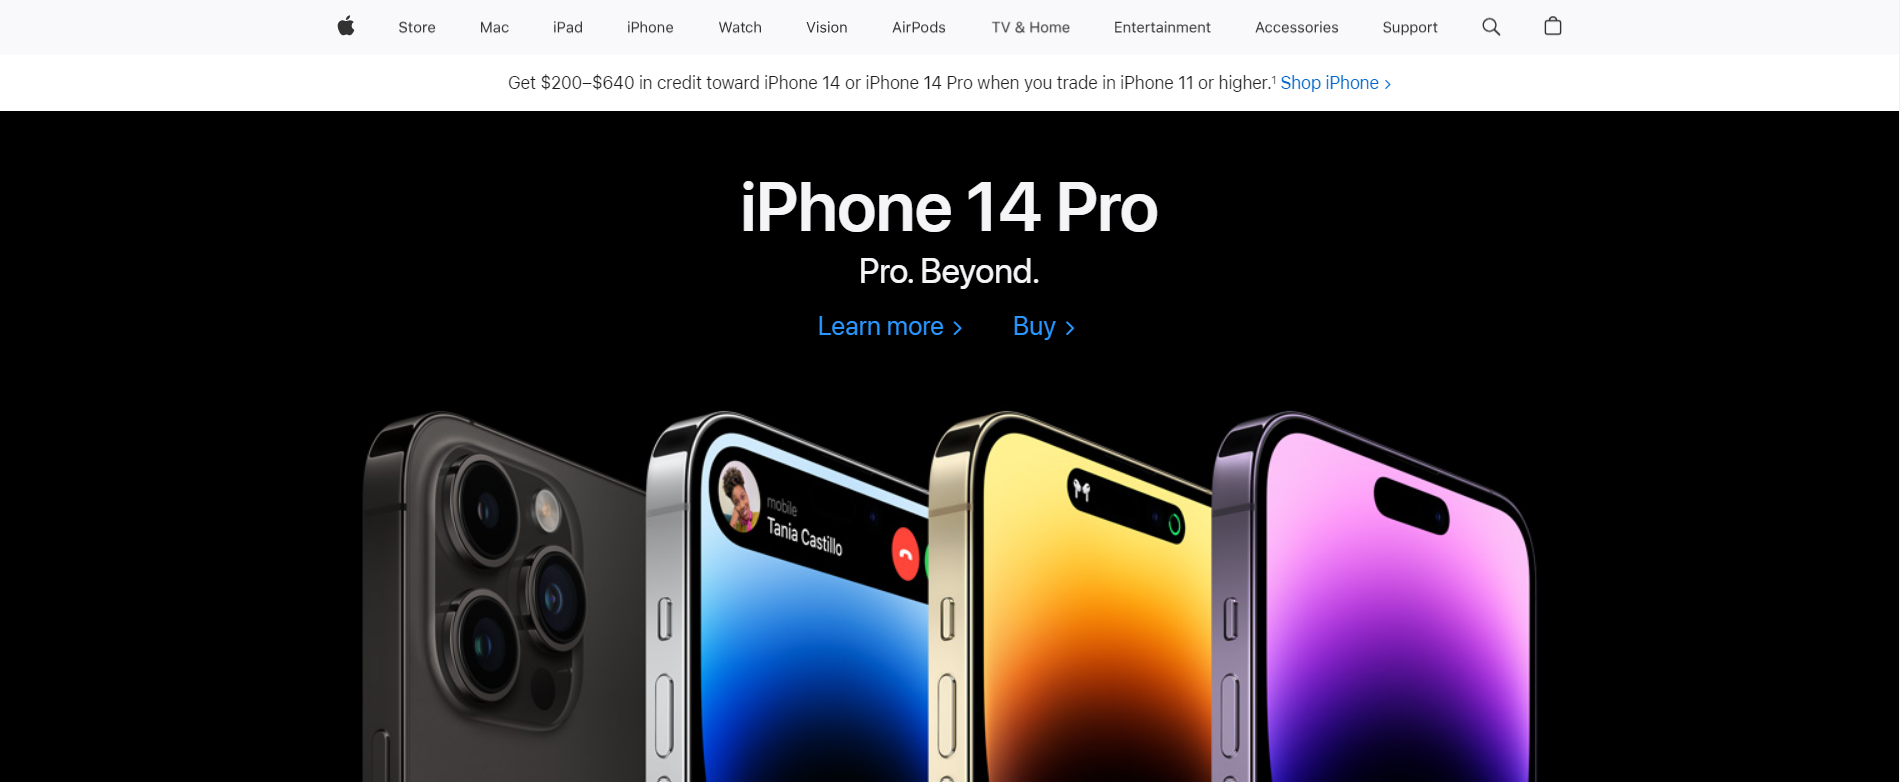 Store Mac iPad iPhone Watch Vision AirPods TV & Home Entertainment Accessories Support
Get $200–$640 in credit toward iPhone 14 or iPhone 14 Pro when you trade in iPhone 11 or higher.¹ Shop iPhone >
iPhone 14 Pro
Pro. Beyond.
Learn more > Buy >
mobile
Tania Castillo